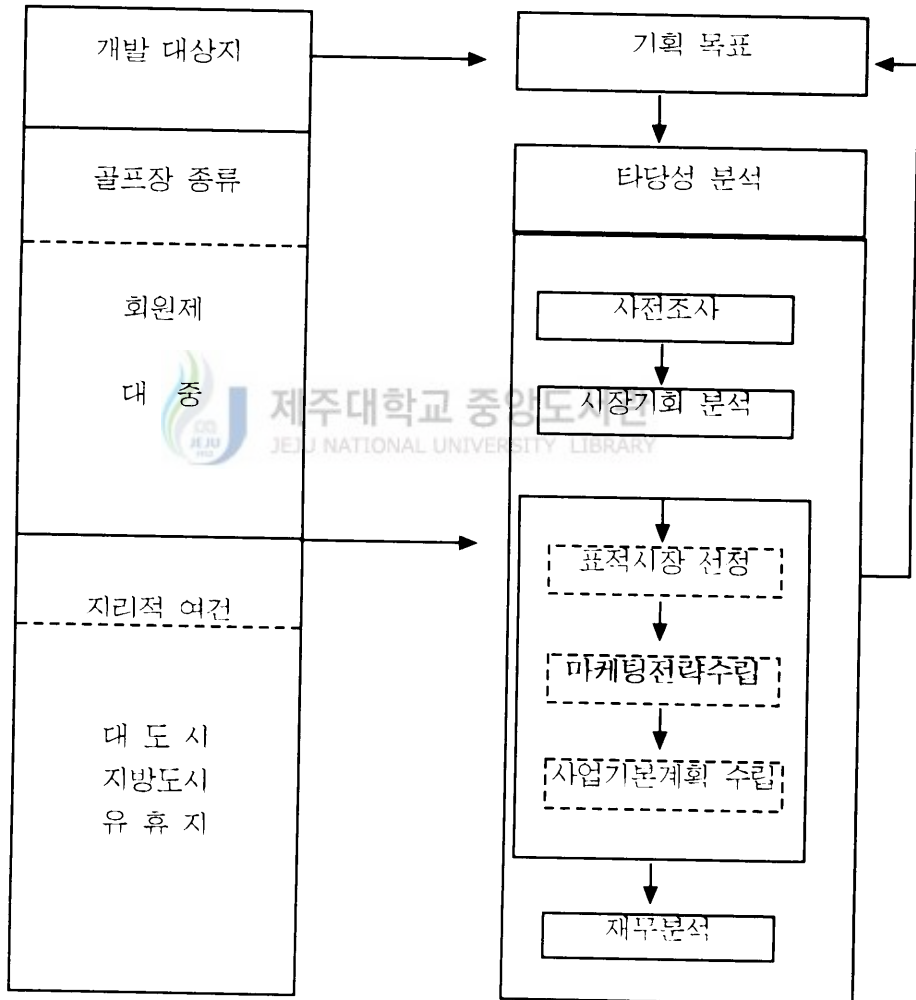 개발 대상지
골프장 종류
회원제
대 중
지리적 여건
대 도 시
지방도시
유 휴 지
기획 목표
타당성 분석
사전조사
시장기회 분석
표적시장 선정
마케팅전략수립
사업기본계획 수립
재무분석
제주대학교 중앙도서관
JEJU NATIONAL UNIVERSITY LIBRARY
JEJU